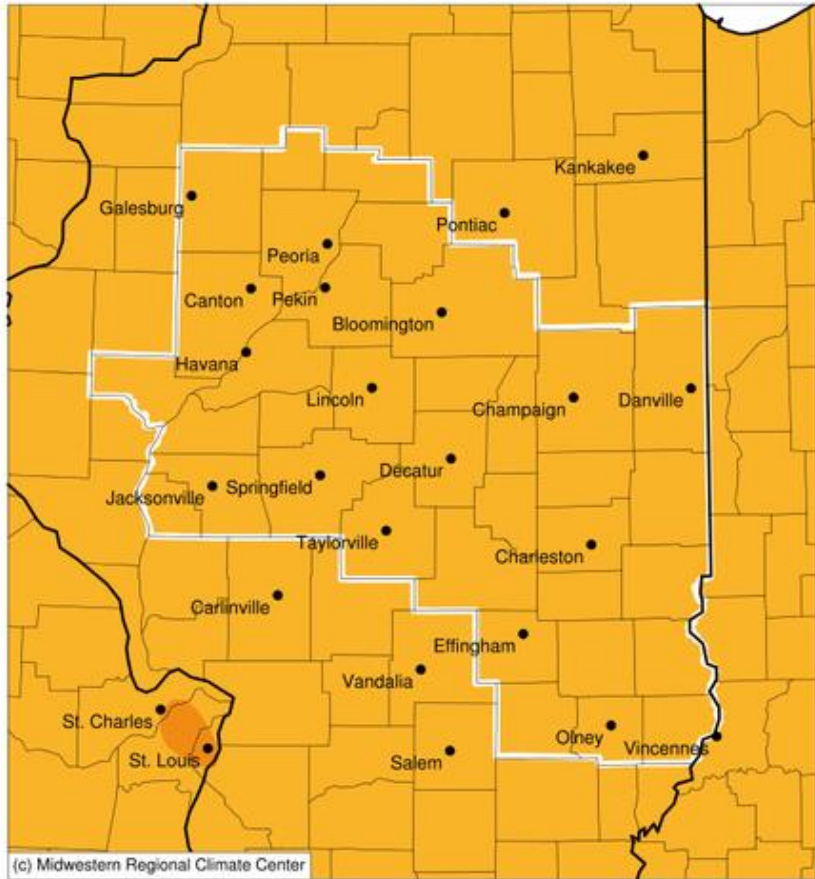 Kankakee
Galesburg
Pontiac
Peoria
Canton
Pekin
Bloomington
Havana
Lincoln
Champaign
Danville
Decatur
Jacksonville
Springfield
Taylorville
Charleston
Carlinville
Effingham
Vandalia
St. Charles
Olney
Vincennes
St. Louis
Salem
(c) Midwestern Regional Climate Center